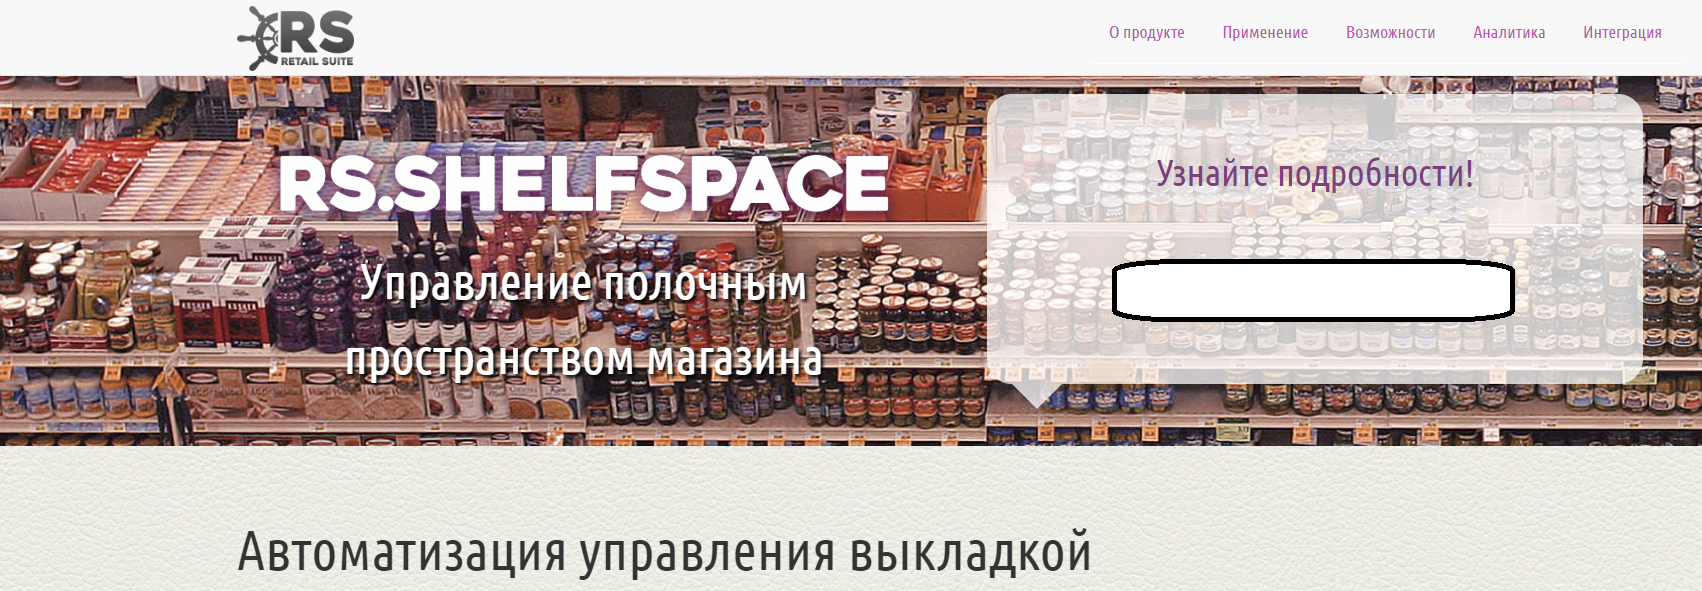 RS
RETAIL SUITE
О продукте Применение Возможности Аналитика Интеграция
RS.SHELFSPACE
Управление полочным
пространством магазина
Узнайте подробности!
Автоматизация управления выкладкой